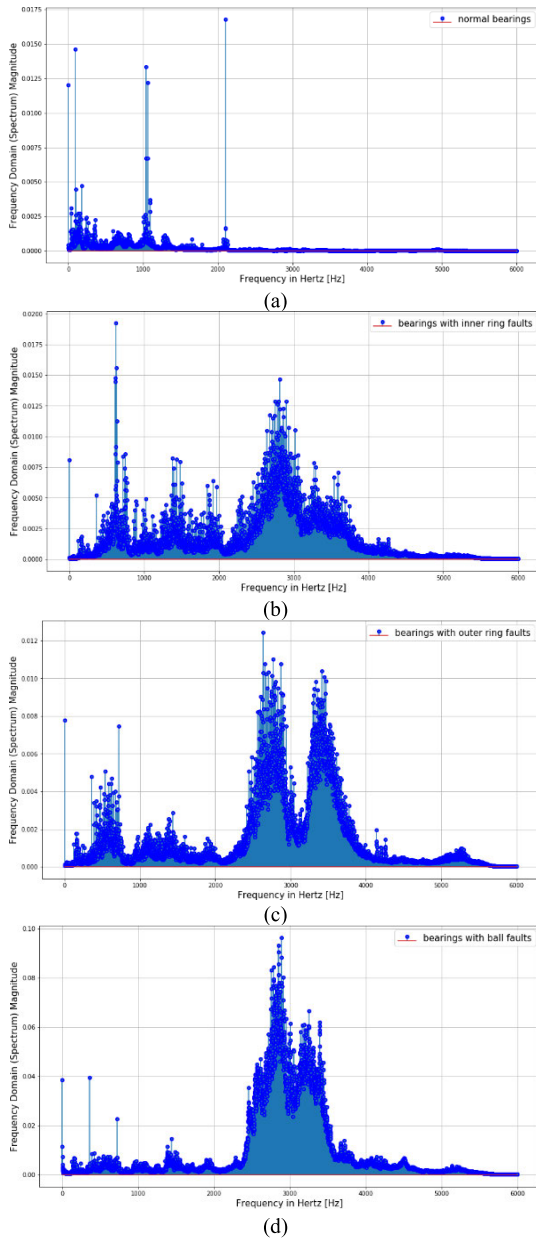 0.0175
0.0150
0.0125
0.0100
0.0075
0.0050
0.0025
0.0000
Frequency Domain (Spectrum) Magnitude
normal bearings
0 1000 2000 3000 4000 5000 6000
Frequency in Hertz [Hz]
(a)
0.0200
0.0175
0.0150
0.0125
0.0100
0.0075
0.0050
0.0025
0.0000
Frequency Domain (Spectrum) Magnitude
bearings with inner ring faults
0 1000 2000 3000 4000 5000 6000
Frequency in Hertz [Hz]
(b)
0.012
0.010
0.008
0.006
0.004
0.002
0.000
Frequency Domain (Spectrum) Magnitude
bearings with outer ring faults
0 1000 2000 3000 4000 5000 6000
Frequency in Hertz [Hz]
(c)
0.10
0.08
0.06
0.04
0.02
0.00
Frequency Domain (Spectrum) Magnitude
bearings with ball faults
0 1000 2000 3000 4000 5000 6000
Frequency in Hertz [Hz]
(d)